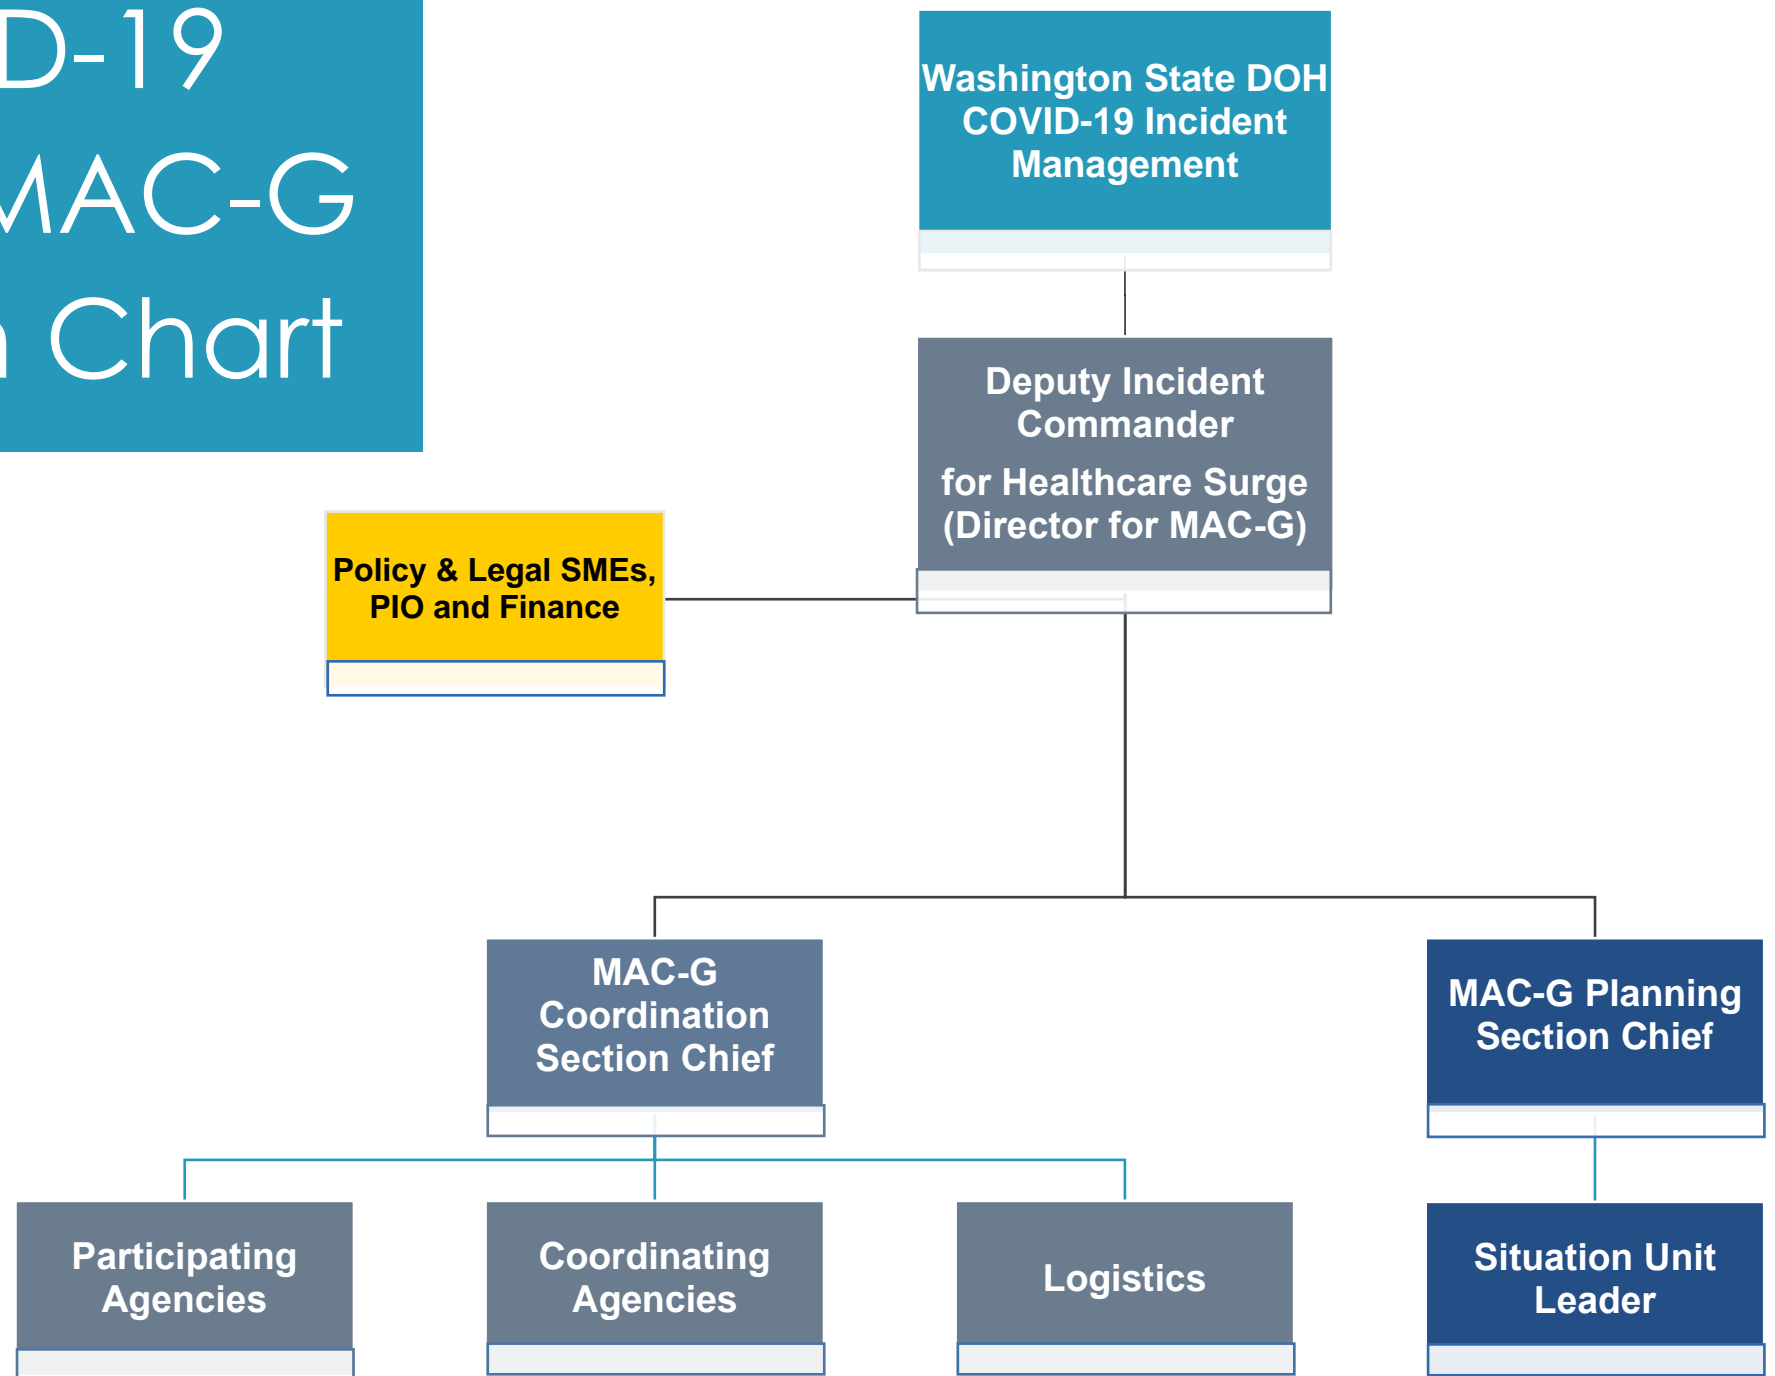 D-19
MAC-G
Chart
Washington State DOH
COVID-19 Incident
Management
Deputy Incident
Commander
for Healthcare Surge
(Director for MAC-G)
Policy & Legal SMEs,
PIO and Finance
MAC-G
Coordination
Section Chief
MAC-G Planning
Section Chief
Participating
Agencies
Coordinating
Agencies
Logistics
Situation Unit
Leader